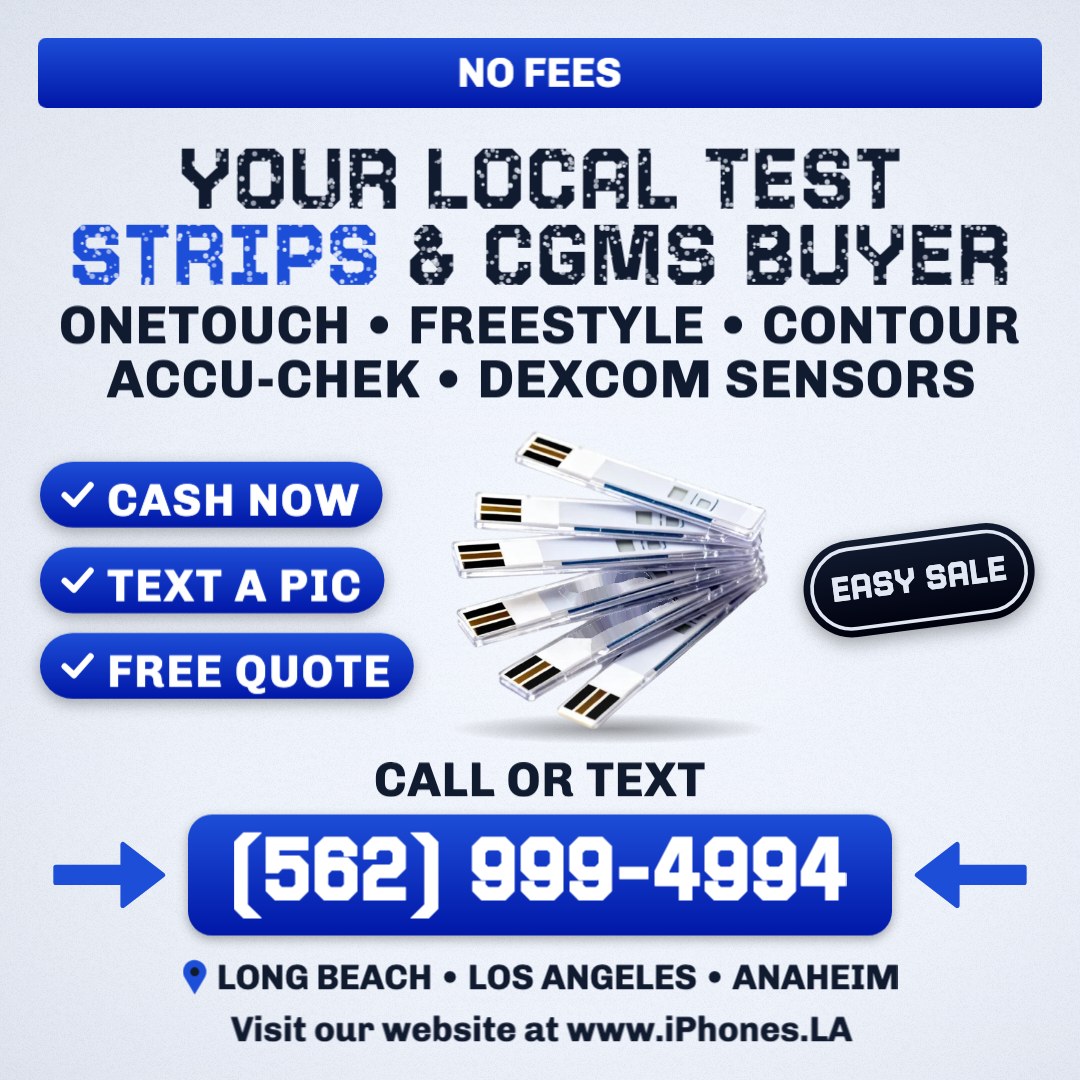 NO FEES
YOUR LOCAL TEST
STRIPS & CGMS BUYER
ONETOUCH • FREESTYLE • CONTOUR
ACCU-CHEK • DEXCOM SENSORS
CASH NOW
TEXT A PIC
FREE QUOTE
EASY SALE
CALL OR TEXT
(562) 999-4994
LONG BEACH • LOS ANGELES • ANAHEIM
Visit our website at www.iPhones.LA